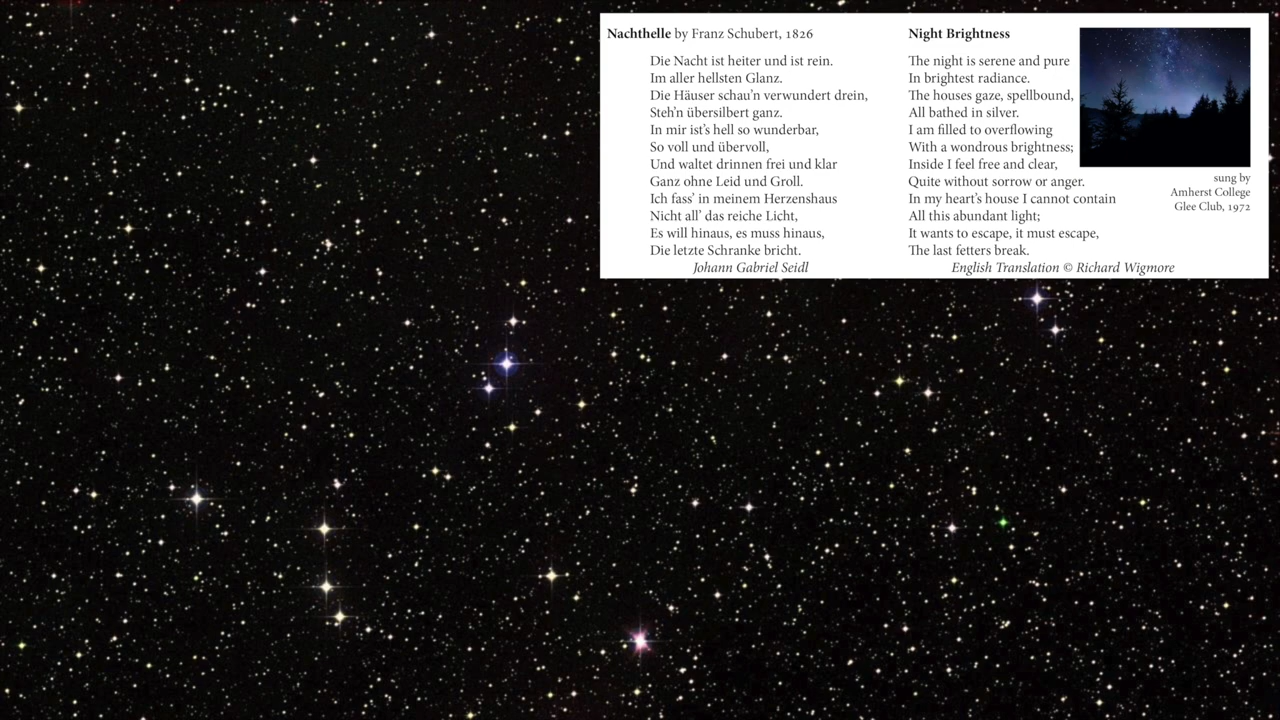 Nachthelle by Franz Schubert, 1826
Die Nacht ist heiter und ist rein.
Im aller hellsten Glanz.
Die Häuser schau'n verwundert drein,
Steh'n übersilbert ganz.
In mir ist's hell so wunderbar,
So voll und übervoll,
Und waltet drinnen frei und klar
Ganz ohne Leid und Groll.
Ich fass' in meinem Herzenshaus
Nicht all' das reiche Licht,
Es will hinaus, es muss hinaus,
Die letzte Schranke bricht.
Johann Gabriel Seidl
Night Brightness
The night is serene and pure
In brightest radiance.
The houses gaze, spellbound,
All bathed in silver.
I am filled to overflowing
With a wondrous brightness;
Inside I feel free and clear,
Quite without sorrow or anger.
In my heart's house I cannot contain
All this abundant light;
It wants to escape, it must escape,
The last fetters break.
English Translation © Richard Wigmore
sung by
Amherst College
Glee Club, 1972